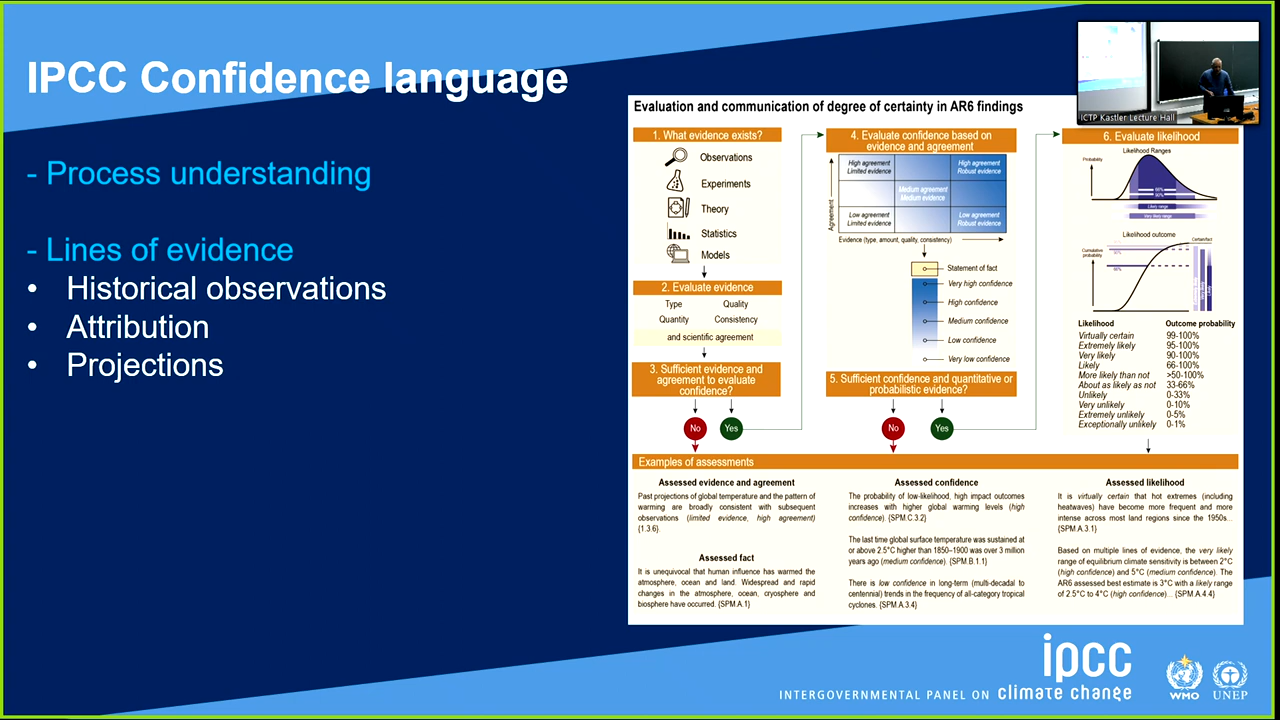 IPCC Confidence language
- Process understanding
- Lines of evidence
• Historical observations
• Attribution
• Projections
ICTP Kastler Lecture Hall
Evaluation and communication of degree of certainty in AR6 findings
1. What evidence exists?
Observations
Experiments
Theory
Statistics
Models
2. Evaluate evidence
Type Quality
Quantity Consistency
and scientific agreement
3. Sufficient evidence and
agreement to evaluate
confidence?
No Yes
4. Evaluate confidence based on
evidence and agreement
High agreement
Limited evidence
High agreement
Robust evidence
Medium agreement
Medium evidence
Low agreement
Limited evidence
Low agreement
Robust evidence
Agreement
Evidence (type, amount, quality, consistency)
Statement of fact
Very high confidence
High confidence
Medium confidence
Low confidence
Very low confidence
5. Sufficient confidence and quantitative or
probabilistic evidence?
No Yes
6. Evaluate likelihood
Likelihood Ranges
Probability
Likely range
Very likely range
Likelihood outcome
Cumulative
probability
Likelihood Outcome probability
Virtually certain 99-100%
Extremely likely 95-100%
Very likely 90-100%
Likely 66-100%
More likely than not >50-100%
About as likely as not 33-66%
Unlikely 0-33%
Very unlikely 0-10%
Extremely unlikely 0-5%
Exceptionally unlikely 0-1%
Examples of assessments
Assessed evidence and agreement
Past projections of global temperature and the pattern of
warming are broadly consistent with subsequent
observations (limited evidence, high agreement)
{1.3.6}.
Assessed fact
It is unequivocal that human influence has warmed the
atmosphere, ocean and land. Widespread and rapid
changes in the atmosphere, ocean, cryosphere and
biosphere have occurred. {SPM.A.1}
Assessed confidence
The probability of low-likelihood, high impact outcomes
increases with higher global warming levels (high
confidence). {SPM.C.3.2}
The last time global surface temperature was sustained at
or above 2.5°C higher than 1850–1900 was over 3 million
years ago (medium confidence). {SPM.B.1.1}
There is low confidence in long-term (multi-decadal to
centennial) trends in the frequency of all-category tropical
cyclones. {SPM.A.3.4}
Assessed likelihood
It is virtually certain that hot extremes (including
heatwaves) have become more frequent and more
intense across most land regions since the 1950s...
{SPM.A.3.1}
Based on multiple lines of evidence, the very likely
range of equilibrium climate sensitivity is between 2°C
(high confidence) and 5°C (medium confidence). The
AR6 assessed best estimate is 3°C with a likely range
of 2.5°C to 4°C (high confidence)... {SPM.A.4.4}
ipcc
INTERGOVERNMENTAL PANEL ON climate change
WMO
UNEP